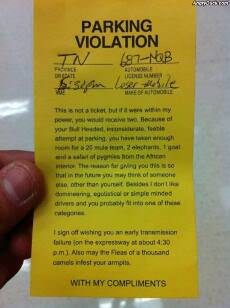 AngryDuck.com
PARKING
VIOLATION
TN 687-NQB
PROVINCE AUTOMOBILE
OR STATE LICENSE NUMBER
Loser mobile
TIME MAKE OF AUTOMOBILE
This is not a ticket, but if it were within my
power, you would receive two. Because of
your Bull Headed, inconsiderate, feeble
attempt at parking, you have taken enough
room for a 20 mule team, 2 elephants, 1 goat
and a safari of pygmies from the African
interior. The reason for giving you this is so
that in the future you may think of someone
else, other than yourself. Besides I don't like
domineering, egotistical or simple minded
drivers and you probably fit into one of these
categories.
I sign off wishing you an early transmission
failure (on the expressway at about 4:30
p.m.). Also may the Fleas of a thousand
camels infest your armpits.
WITH MY COMPLIMENTS